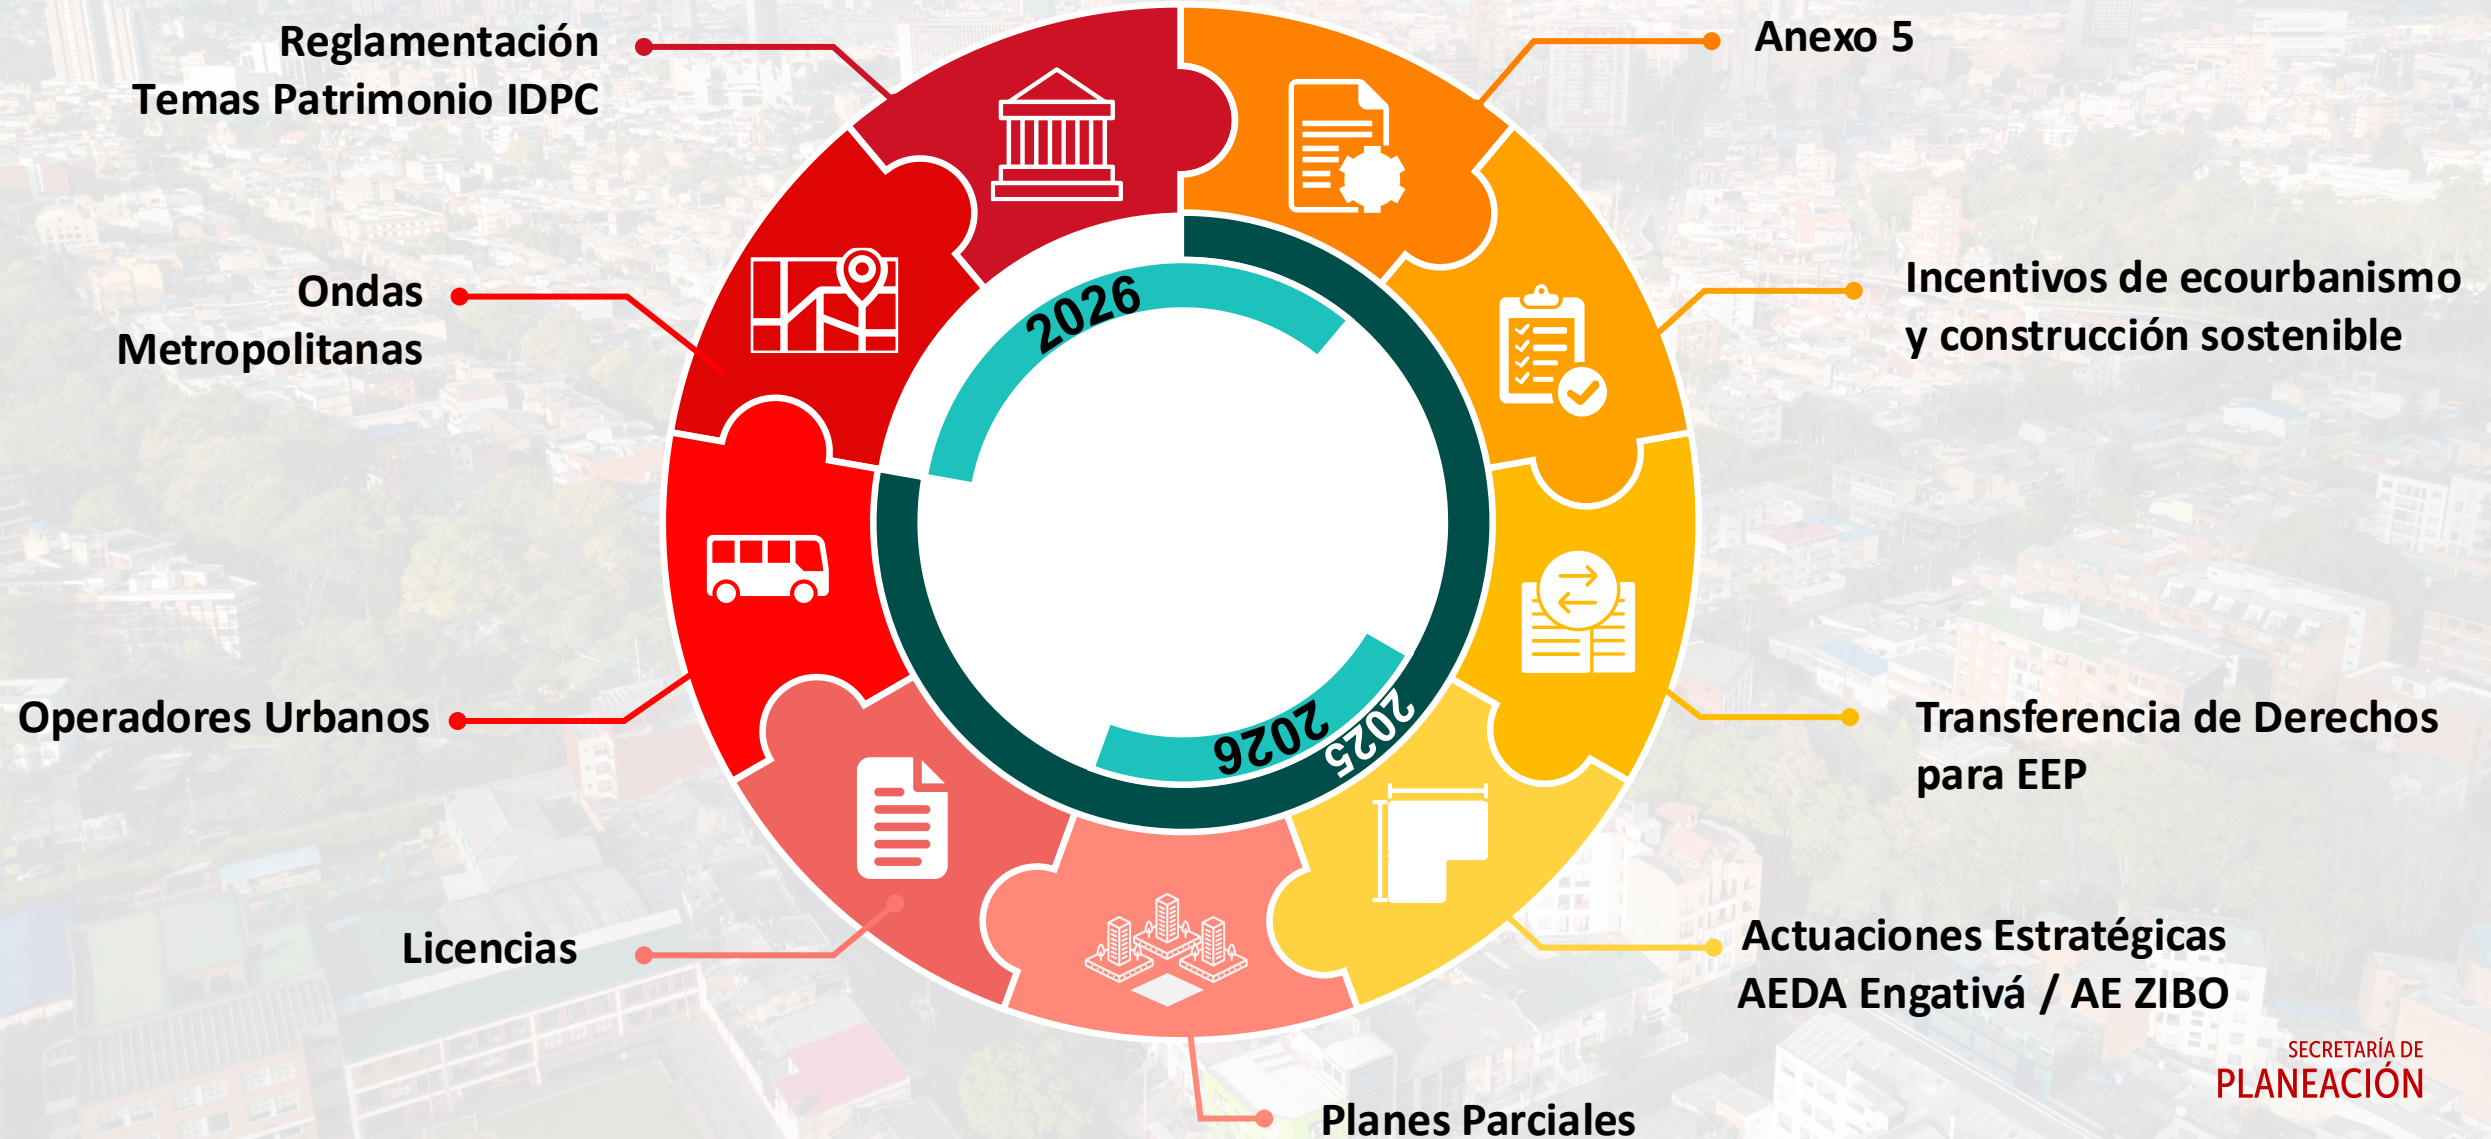 Reglamentación
Temas Patrimonio IDPC
Anexo 5
Ondas
Metropolitanas
Incentivos de ecourbanismo
y construcción sostenible
2026
Operadores Urbanos
Transferencia de Derechos
para EEP
2026
2025
Licencias
Actuaciones Estratégicas
AEDA Engativá / AE ZIBO
Planes Parciales
SECRETARÍA DE
PLANEACIÓN